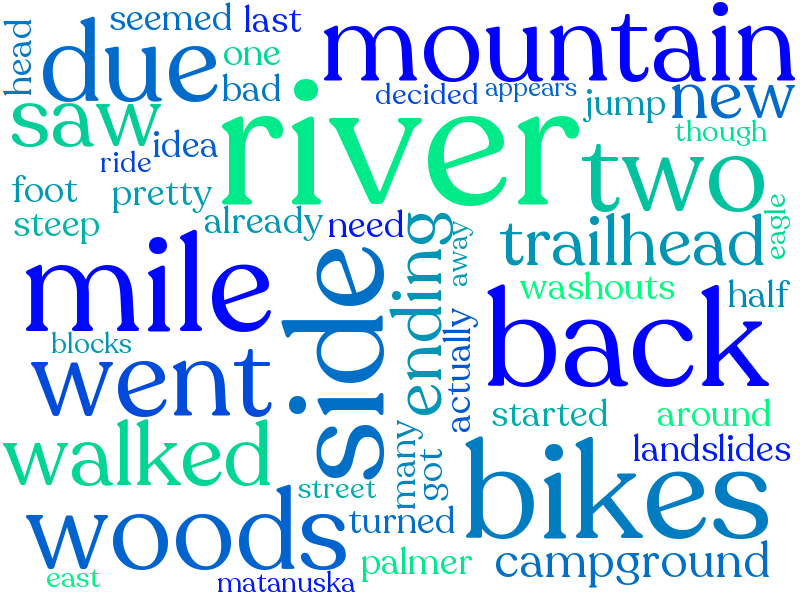 head
due
seemed
last
one
bad
mountain
decided
appears
jump
new
though
saw
idea
ride
river
two
foot
pretty
steep
already
need
ending
away
trailhead
eagle
mile
side
washouts
half
blocks
back
actually
went
started
around
walked
many
got
landslides
street
bikes
woods
turned
palmer
campground
east
matanuska